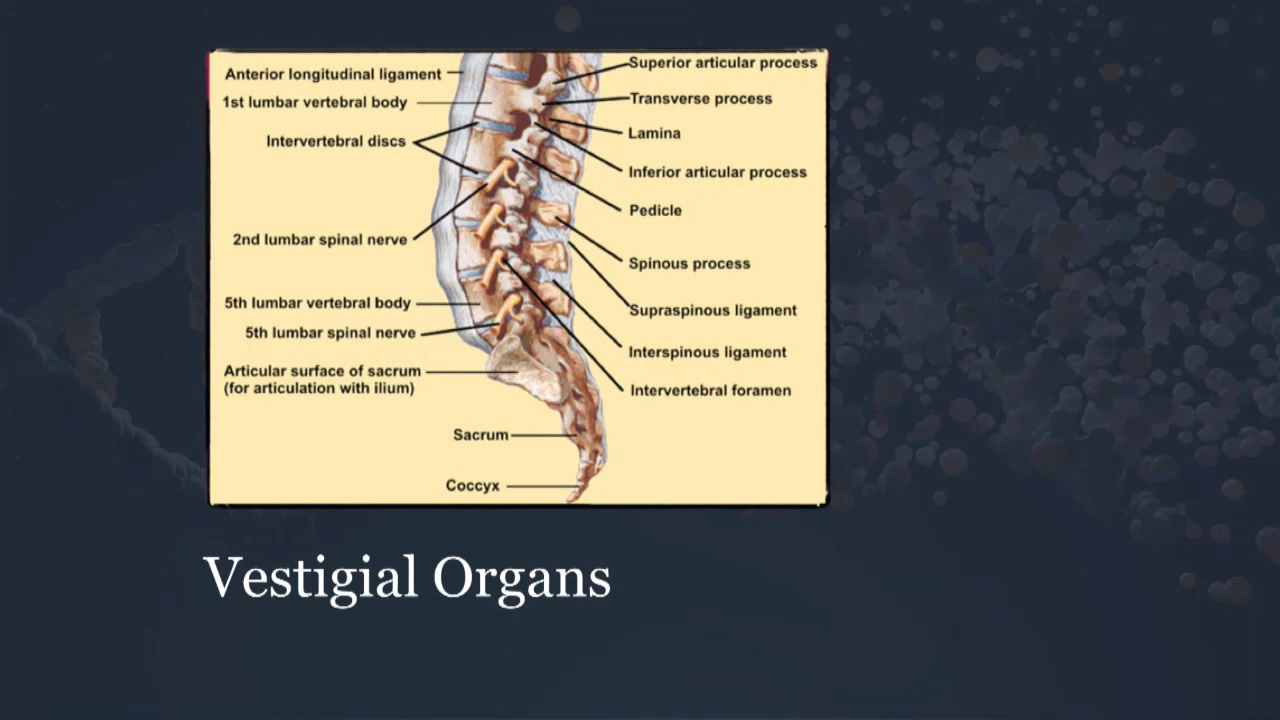 Anterior longitudinal ligament
1st lumbar vertebral body
Intervertebral discs
2nd lumbar spinal nerve
5th lumbar vertebral body
5th lumbar spinal nerve
Articular surface of sacrum
(for articulation with ilium)
Sacrum
Coccyx
Superior articular process
Transverse process
Lamina
Inferior articular process
Pedicle
Spinous process
Supraspinous ligament
Interspinous ligament
Intervertebral foramen
Vestigial Organs